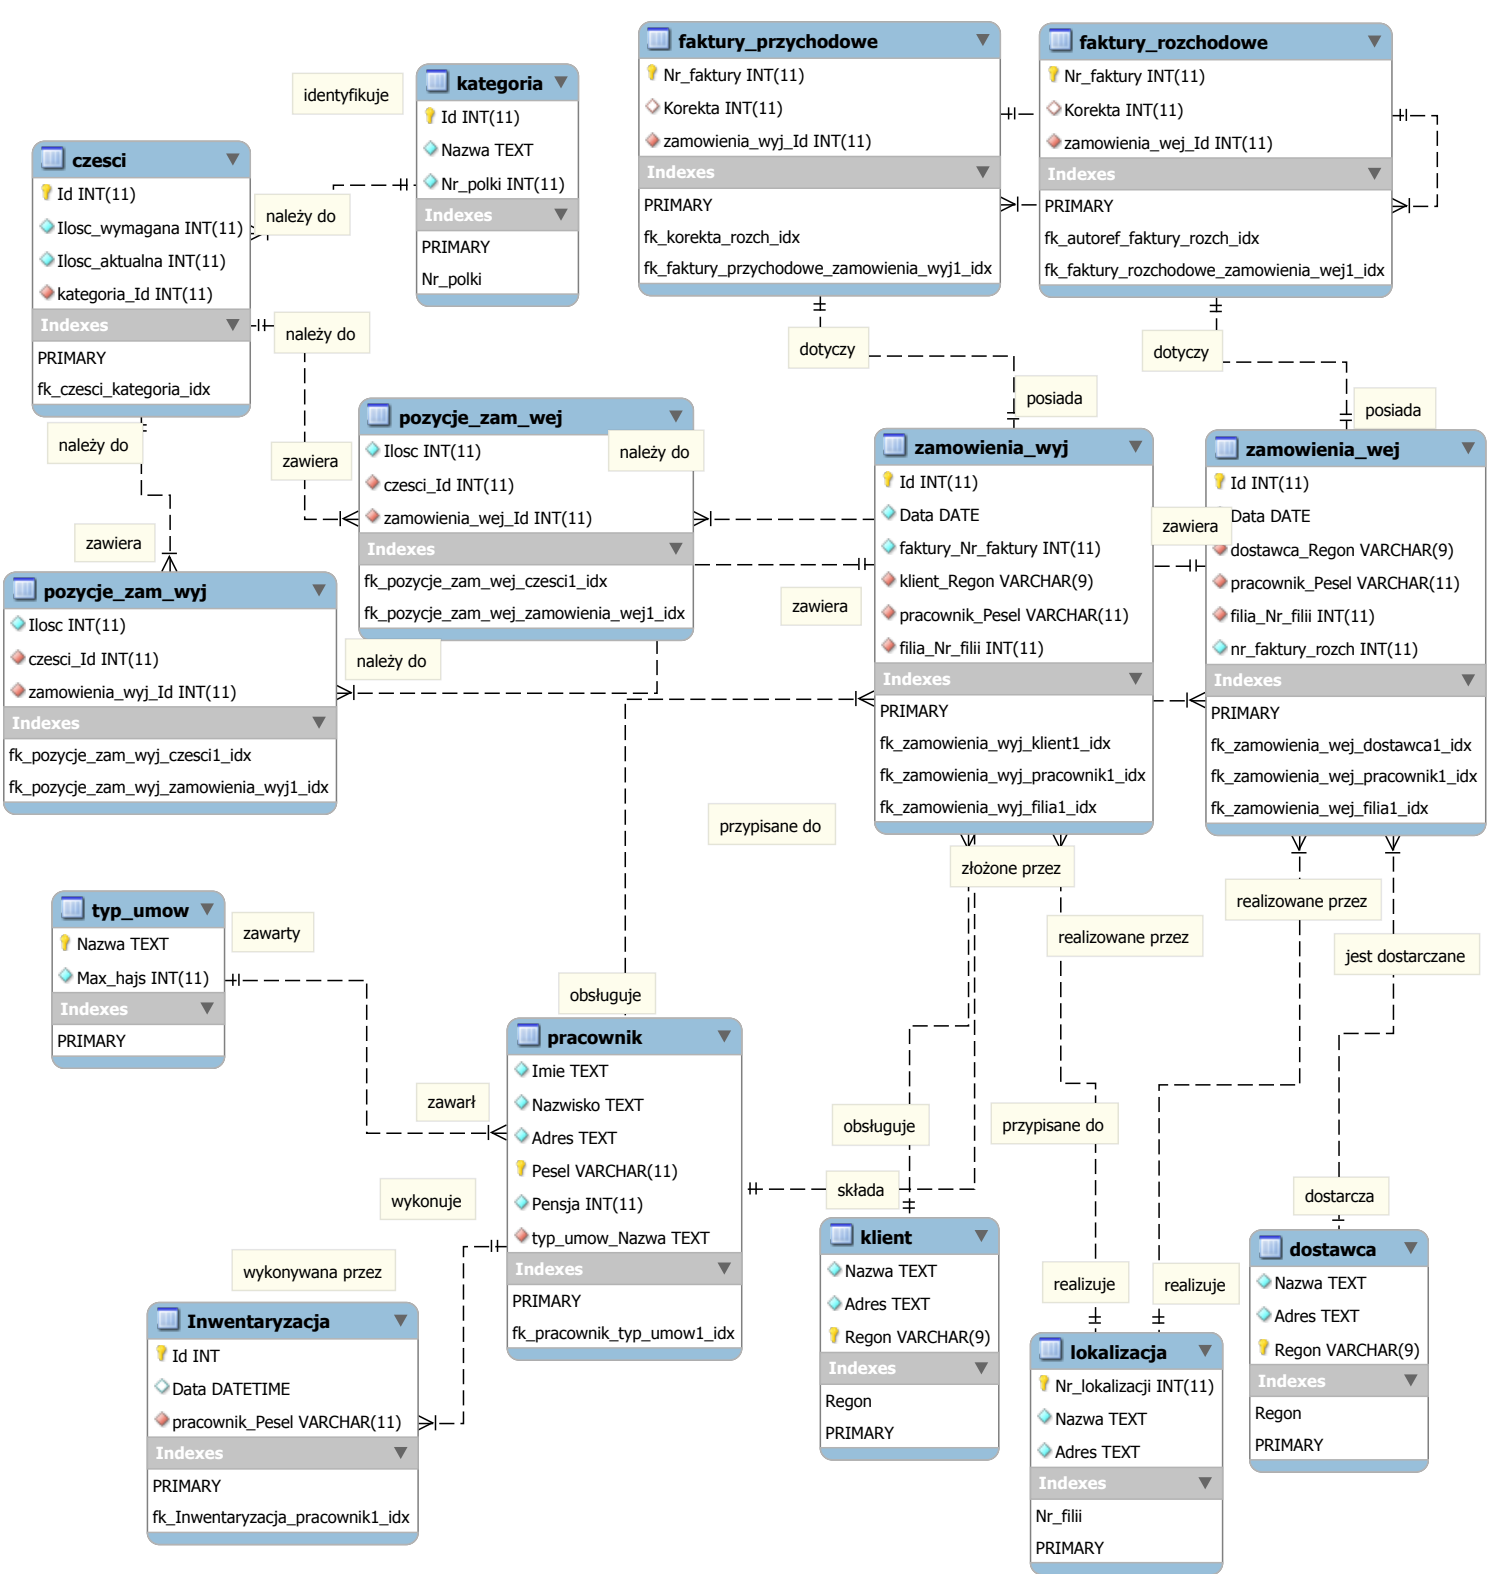 faktury_przychodowe
Nr_faktury INT(11)
Korekta INT(11)
zamowienia_wyj_Id INT(11)
Indexes
PRIMARY
fk_korekta_rozch_idx
fk_faktury_przychodowe_zamowienia_wyj1_idx
faktury_rozchodowe
Nr_faktury INT(11)
Korekta INT(11)
zamowienia_wej_Id INT(11)
Indexes
PRIMARY
fk_autoref_faktury_rozch_idx
fk_faktury_rozchodowe_zamowienia_wej1_idx
identyfikuje
kategoria
Id INT(11)
Nazwa TEXT
Nr_polki INT(11)
Indexes
PRIMARY
Nr_polki
czesci
Id INT(11)
Ilosc_wymagana INT(11)
Ilosc_aktualna INT(11)
kategoria_Id INT(11)
Indexes
PRIMARY
fk_czesci_kategoria_idx
należy do
należy do
dotyczy
dotyczy
posiada
posiada
należy do
zawiera
zawiera
pozycje_zam_wej
Ilosc INT(11)
czesci_Id INT(11)
zamowienia_wej_Id INT(11)
Indexes
fk_pozycje_zam_wej_czesci1_idx
fk_pozycje_zam_wej_zamowienia_wej1_idx
należy do
zamowienia_wyj
Id INT(11)
Data DATE
faktury_Nr_faktury INT(11)
klient_Regon VARCHAR(9)
pracownik_Pesel VARCHAR(11)
filia_Nr_filii INT(11)
Indexes
PRIMARY
fk_zamowienia_wyj_klient1_idx
fk_zamowienia_wyj_pracownik1_idx
fk_zamowienia_wyj_filia1_idx
zawiera
zamowienia_wej
Id INT(11)
Data DATE
dostawca_Regon VARCHAR(9)
pracownik_Pesel VARCHAR(11)
filia_Nr_filii INT(11)
nr_faktury_rozch INT(11)
Indexes
PRIMARY
fk_zamowienia_wej_dostawca1_idx
fk_zamowienia_wej_pracownik1_idx
fk_zamowienia_wej_filia1_idx
pozycje_zam_wyj
Ilosc INT(11)
czesci_Id INT(11)
zamowienia_wyj_Id INT(11)
Indexes
fk_pozycje_zam_wyj_czesci1_idx
fk_pozycje_zam_wyj_zamowienia_wyj1_idx
zawiera
należy do
przypisane do
złożone przez
realizowane przez
realizowane przez
jest dostarczane
typ_umow
Nazwa TEXT
Max_hajs INT(11)
Indexes
PRIMARY
zawarty
obsługuje
zawarł
pracownik
Imie TEXT
Nazwisko TEXT
Adres TEXT
Pesel VARCHAR(11)
Pensja INT(11)
typ_umow_Nazwa TEXT
Indexes
PRIMARY
fk_pracownik_typ_umow1_idx
obsługuje
przypisane do
wykonuje
składa
dostarcza
wykonywana przez
realizuje
realizuje
Inwentaryzacja
Id INT
Data DATETIME
pracownik_Pesel VARCHAR(11)
Indexes
PRIMARY
fk_Inwentaryzacja_pracownik1_idx
klient
Nazwa TEXT
Adres TEXT
Regon VARCHAR(9)
Indexes
Regon
PRIMARY
lokalizacja
Nr_lokalizacji INT(11)
Nazwa TEXT
Adres TEXT
Indexes
Nr_filii
PRIMARY
dostawca
Nazwa TEXT
Adres TEXT
Regon VARCHAR(9)
Indexes
Regon
PRIMARY